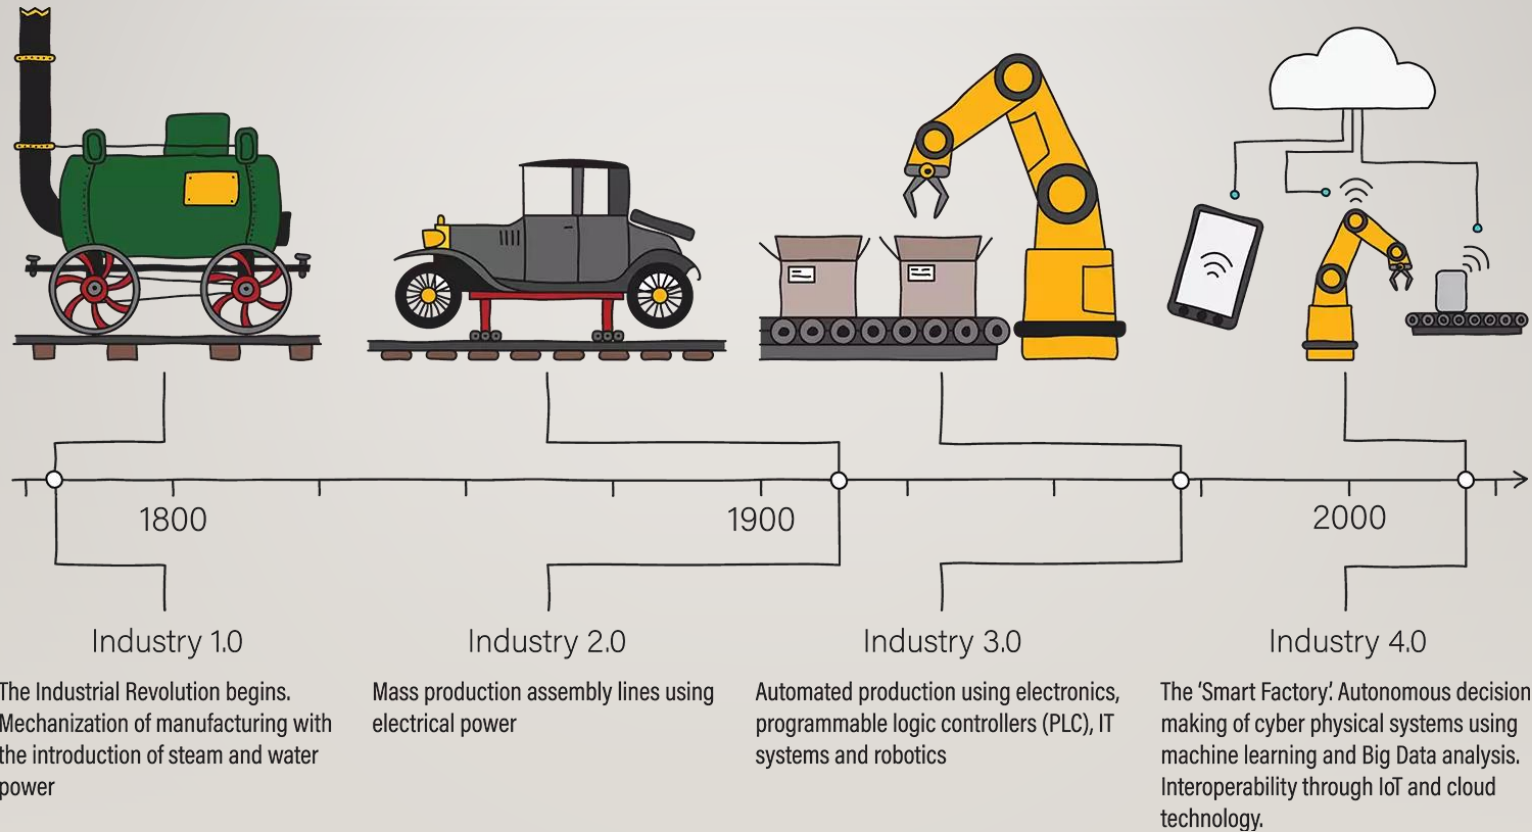 1800
1900
2000
Industry 1.0
The Industrial Revolution begins.
Mechanization of manufacturing with
the introduction of steam and water
power
Industry 2.0
Mass production assembly lines using
electrical power
Industry 3.0
Automated production using electronics,
programmable logic controllers (PLC), IT
systems and robotics
Industry 4.0
The ‘Smart Factory’. Autonomous decision
making of cyber physical systems using
machine learning and Big Data analysis.
Interoperability through IoT and cloud
technology.